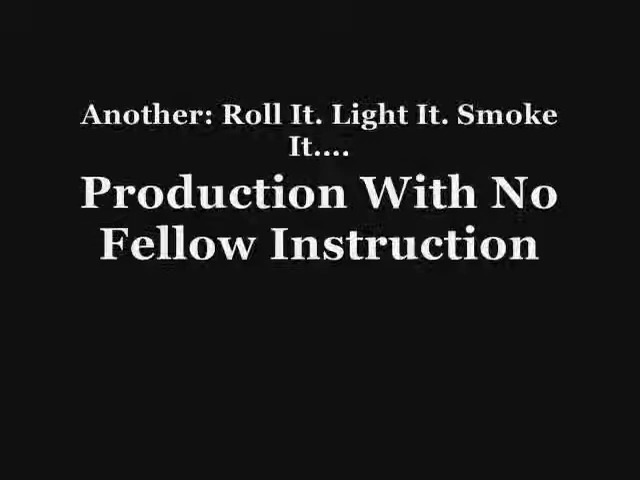 Another: Roll It. Light It. Smoke
It....
Production With No
Fellow Instruction